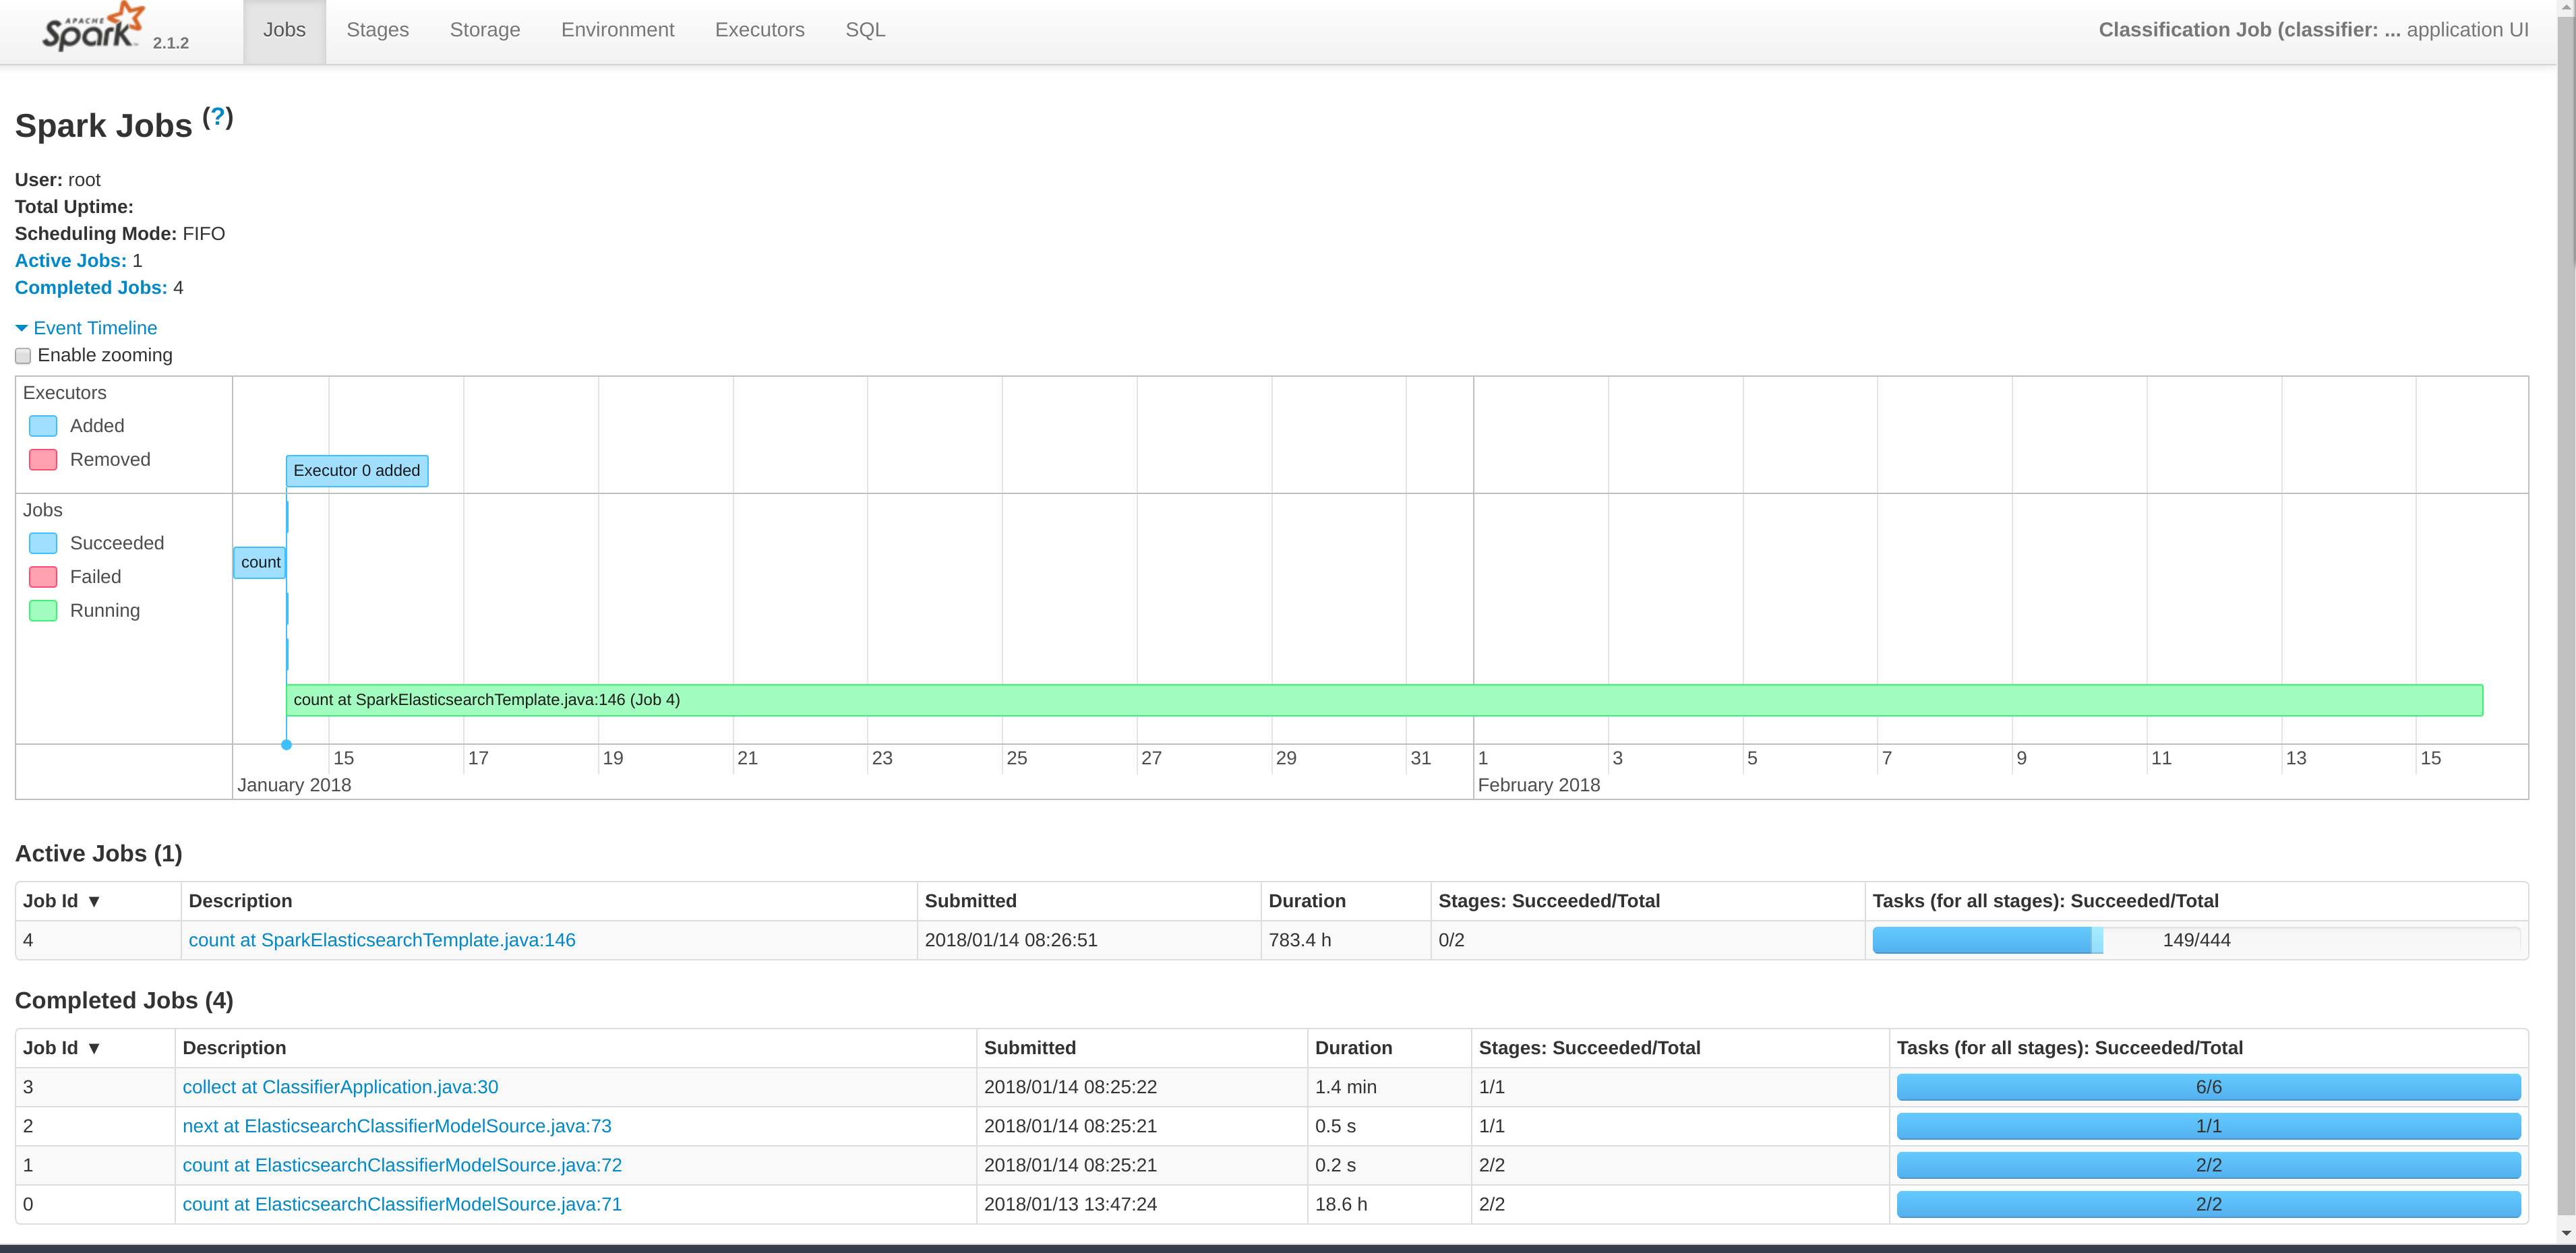 APACHE
Spark 2.1.2 Jobs Stages Storage Environment Executors SQL Classification Job (classifier: ... application UI
Spark Jobs (?)
User: root
Total Uptime:
Scheduling Mode: FIFO
Active Jobs: 1
Completed Jobs: 4
Event Timeline
Enable zooming
Executors
Added
Removed
Executor 0 added
Jobs
Succeeded
Failed
Running
count
count at SparkElasticsearchTemplate.java:146 (Job 4)
15 17 19 21 23 25 27 29 31 1 3 5 7 9 11 13 15
January 2018 February 2018
Active Jobs (1)
Job Id ▼ Description Submitted Duration Stages: Succeeded/Total Tasks (for all stages): Succeeded/Total
4 count at SparkElasticsearchTemplate.java:146 2018/01/14 08:26:51 783.4 h 0/2 149/444
Completed Jobs (4)
Job Id ▼ Description Submitted Duration Stages: Succeeded/Total Tasks (for all stages): Succeeded/Total
3 collect at ClassifierApplication.java:30 2018/01/14 08:25:22 1.4 min 1/1 6/6
2 next at ElasticsearchClassifierModelSource.java:73 2018/01/14 08:25:21 0.5 s 1/1 1/1
1 count at ElasticsearchClassifierModelSource.java:72 2018/01/14 08:25:21 0.2 s 2/2 2/2
0 count at ElasticsearchClassifierModelSource.java:71 2018/01/13 13:47:24 18.6 h 2/2 2/2